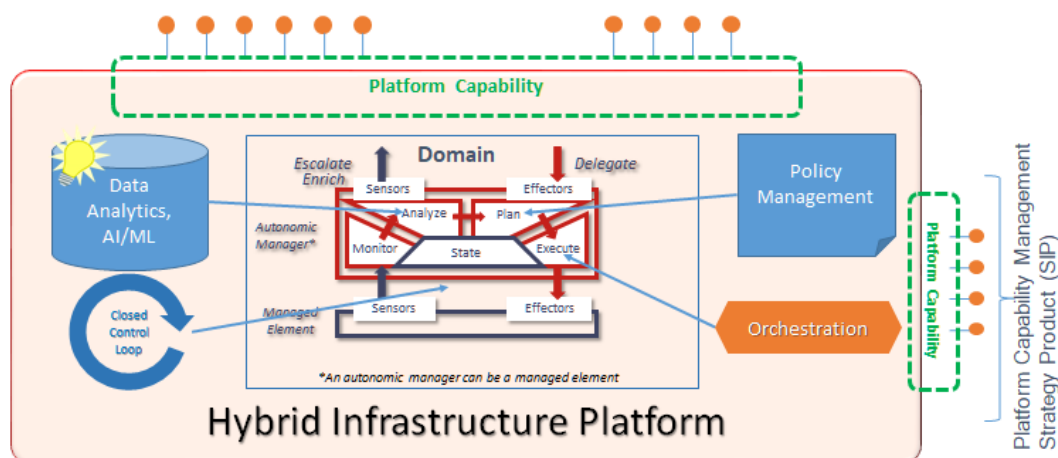 Platform Capability
Data
Analytics,
AI/ML
Closed
Control
Loop
Domain
Escalate
Enrich
Delegate
Sensors
Effectors
Analyze
Plan
Autonomic
Manager*
Monitor
State
Execute
Managed
Element
Sensors
Effectors
*An autonomic manager can be a managed element
Policy
Management
Orchestration
Platform Capability
Platform Capability Management
Strategy Product (SIP)
Hybrid Infrastructure Platform